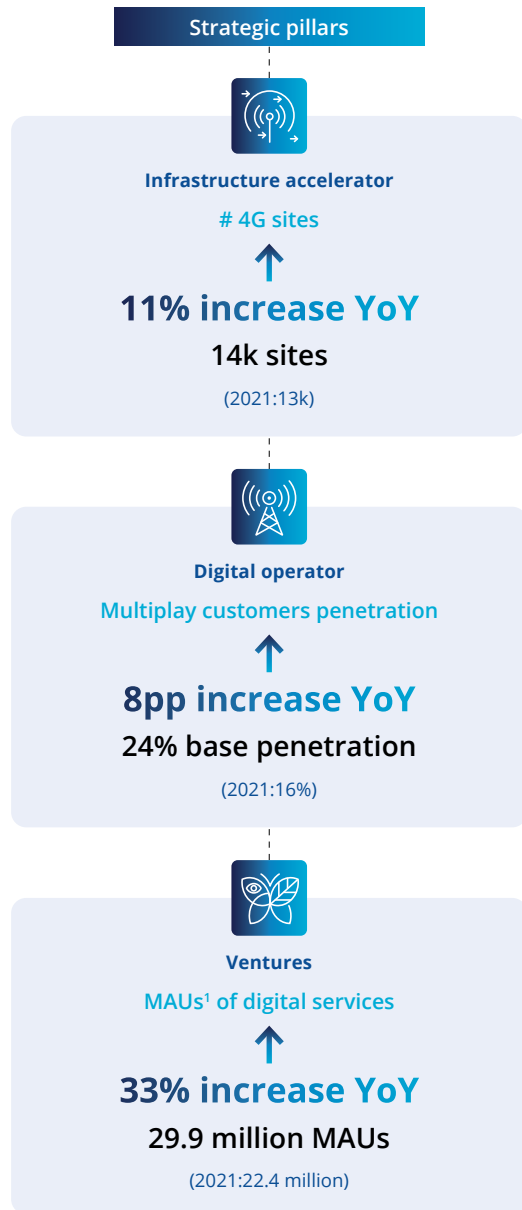 Strategic pillars
Infrastructure accelerator
# 4G sites
11% increase YoY
14k sites
(2021:13k)
Digital operator
Multiplay customers penetration
8pp increase YoY
24% base penetration
(2021:16%)
Ventures
MAUs¹ of digital services
33% increase YoY
29.9 million MAUs
(2021:22.4 million)